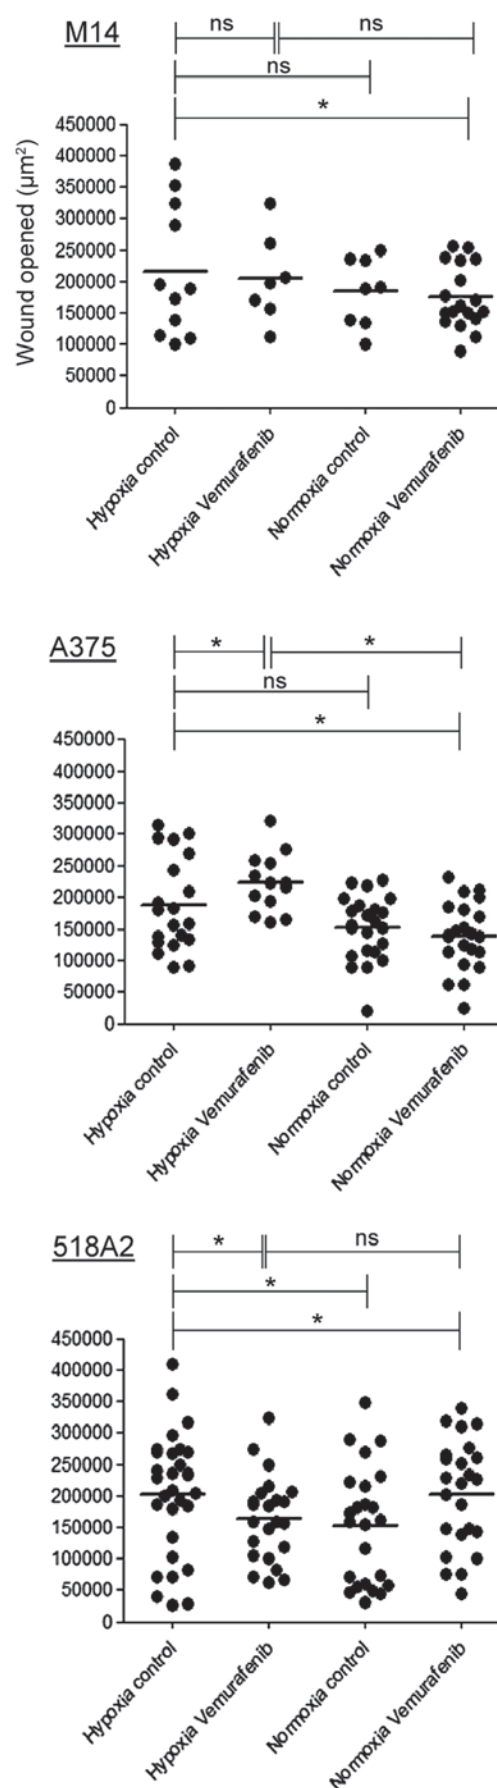 M14
ns
ns
ns
*
Wound opened (µm²)
450000
400000
350000
300000
250000
200000
150000
100000
50000
0
Hypoxia control
Hypoxia Vemurafenib
Normoxia control
Normoxia Vemurafenib
A375
*
*
ns
*
450000
400000
350000
300000
250000
200000
150000
100000
50000
0
Hypoxia control
Hypoxia Vemurafenib
Normoxia control
Normoxia Vemurafenib
518A2
*
ns
*
*
450000
400000
350000
300000
250000
200000
150000
100000
50000
0
Hypoxia control
Hypoxia Vemurafenib
Normoxia control
Normoxia Vemurafenib